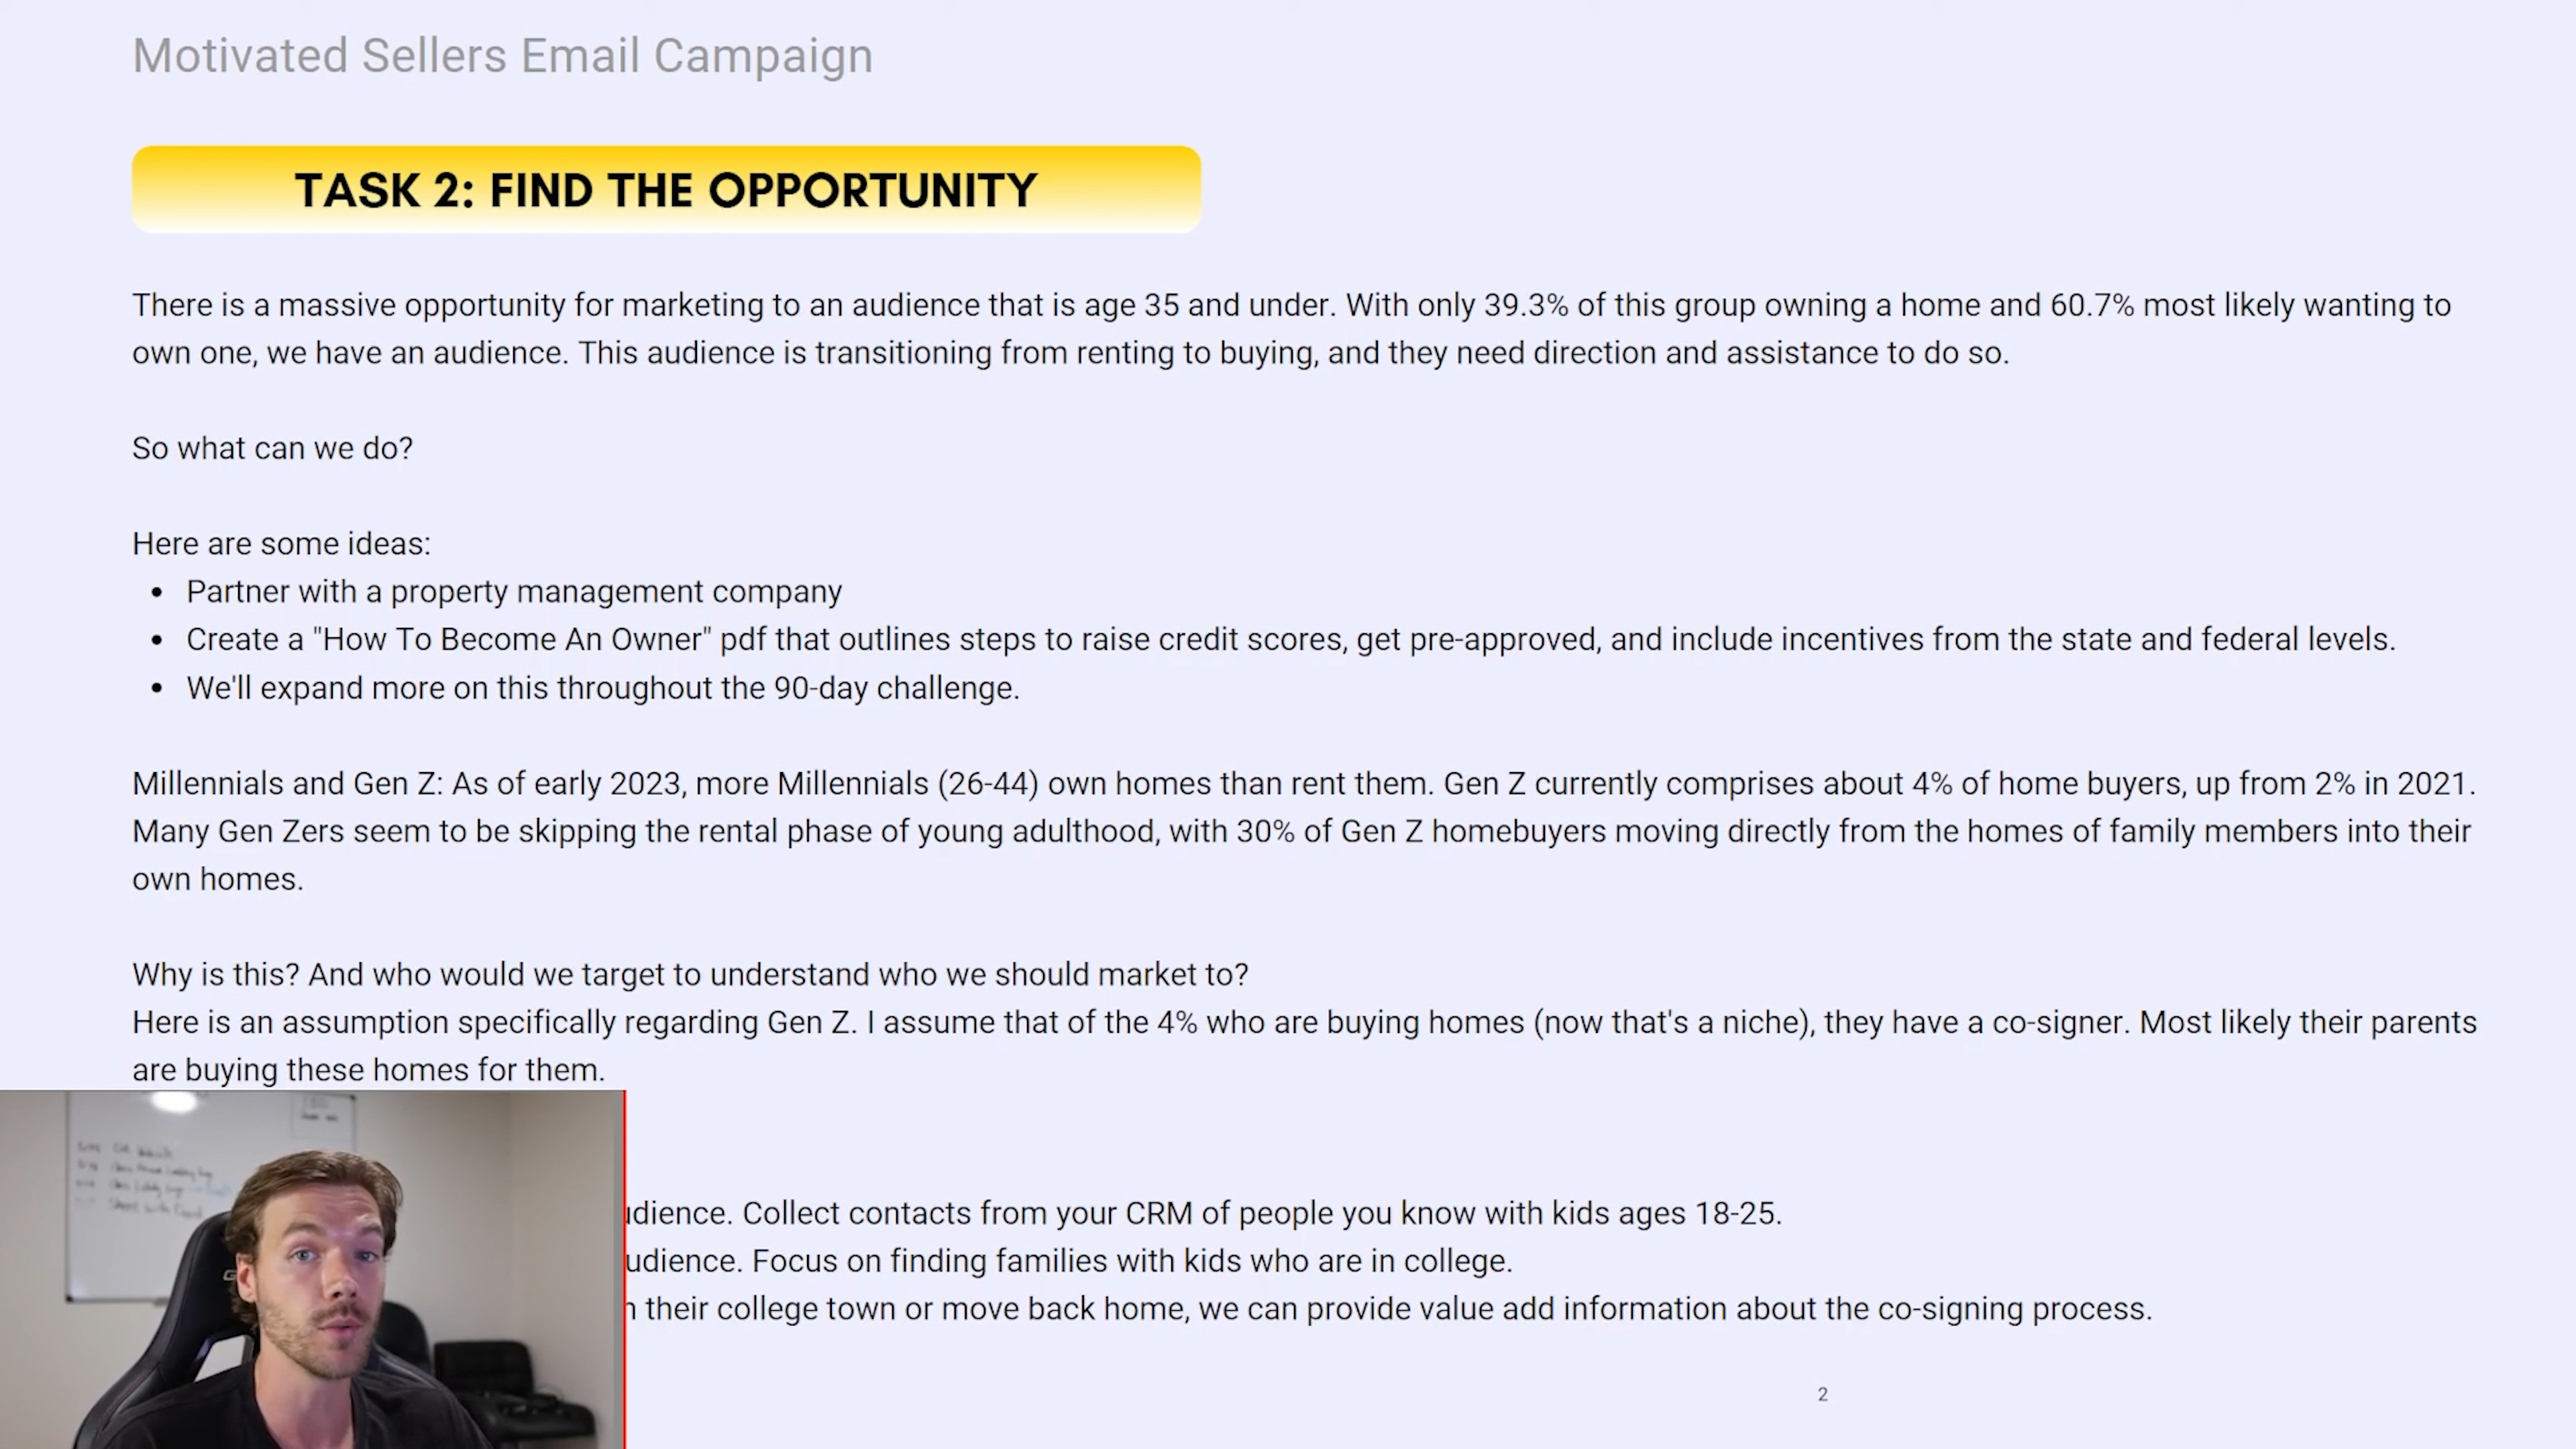 Motivated Sellers Email Campaign
TASK 2: FIND THE OPPORTUNITY
There is a massive opportunity for marketing to an audience that is age 35 and under. With only 39.3% of this group owning a home and 60.7% most likely wanting to
own one, we have an audience. This audience is transitioning from renting to buying, and they need direction and assistance to do so.
So what can we do?
Here are some ideas:
• Partner with a property management company
• Create a "How To Become An Owner" pdf that outlines steps to raise credit scores, get pre-approved, and include incentives from the state and federal levels.
• We'll expand more on this throughout the 90-day challenge.
Millennials and Gen Z: As of early 2023, more Millennials (26-44) own homes than rent them. Gen Z currently comprises about 4% of home buyers, up from 2% in 2021.
Many Gen Zers seem to be skipping the rental phase of young adulthood, with 30% of Gen Z homebuyers moving directly from the homes of family members into their
own homes.
Why is this? And who would we target to understand who we should market to?
Here is an assumption specifically regarding Gen Z. I assume that of the 4% who are buying homes (now that's a niche), they have a co-signer. Most likely their parents
are buying these homes for them.
udience. Collect contacts from your CRM of people you know with kids ages 18-25.
udience. Focus on finding families with kids who are in college.
their college town or move back home, we can provide value add information about the co-signing process.
2